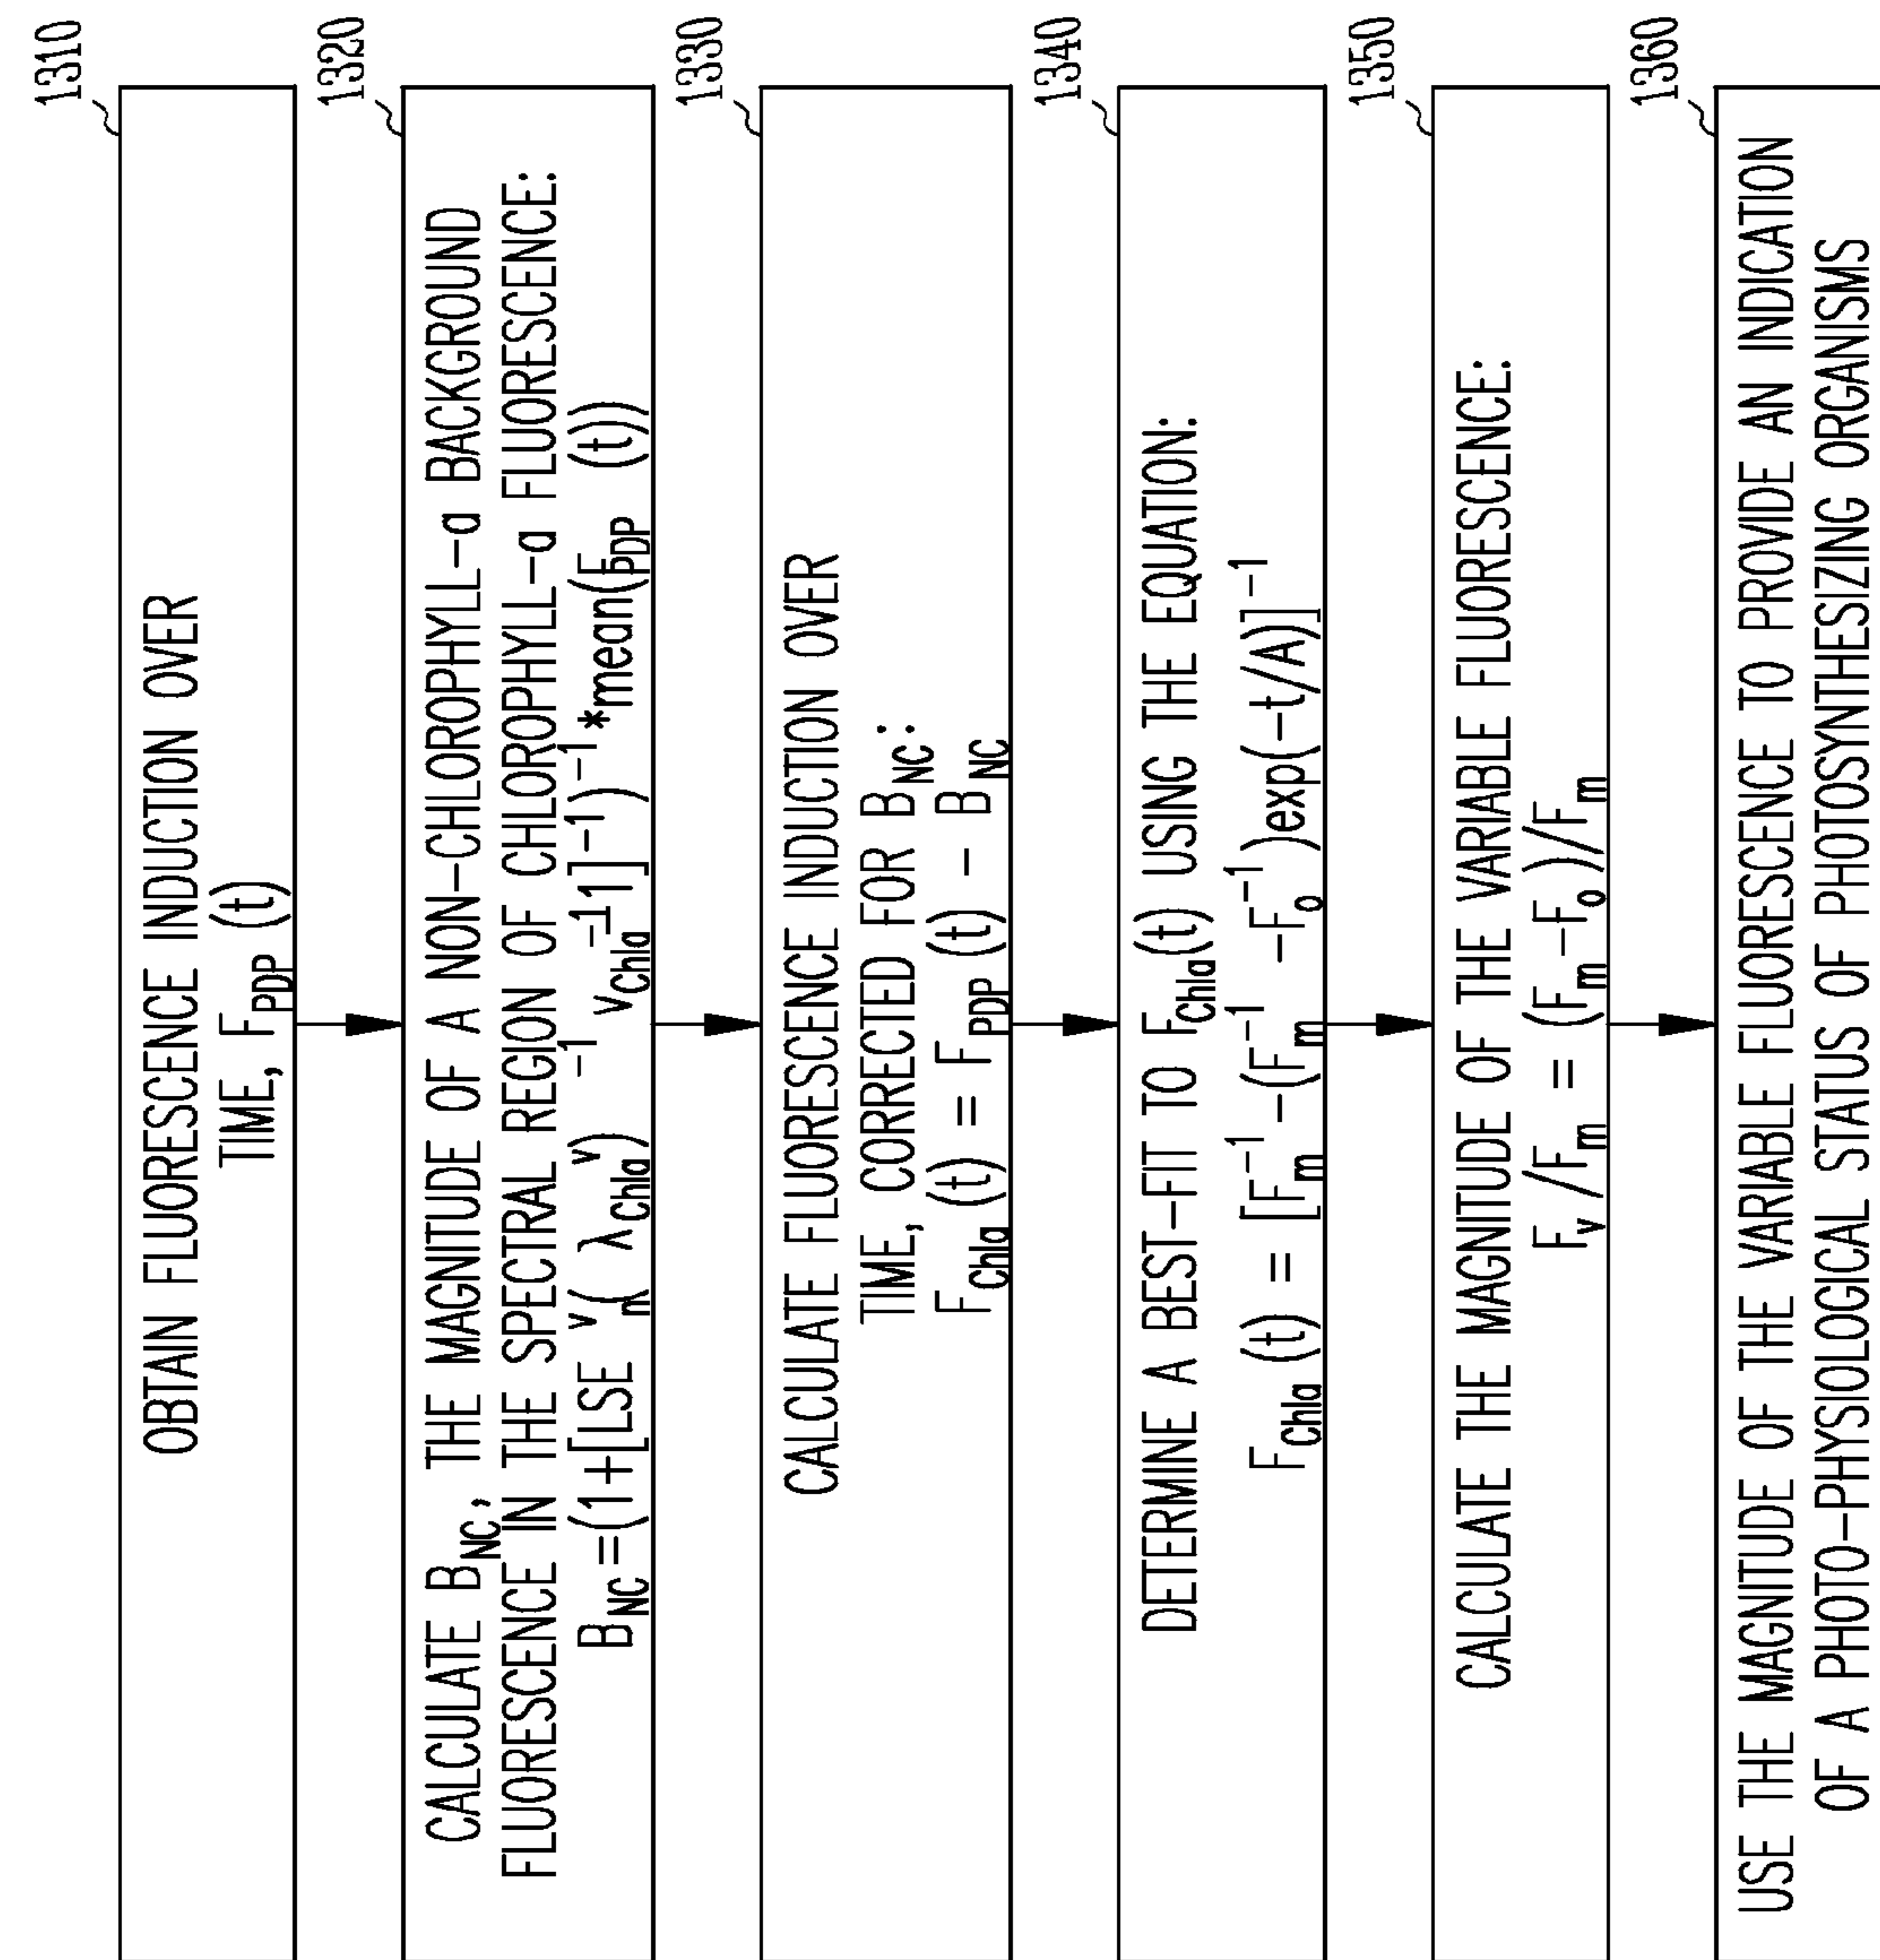 1310
OBTAIN FLUORESCENCE INDUCTION OVER
TIME, F_PDP (t)
1320
CALCULATE B_NC, THE MAGNITUDE OF A NON-CHLOROPHYLL-a BACKGROUND
FLUORESCENCE IN THE SPECTRAL REGION OF CHLOROPHYLL-a FLUORESCENCE:
B_NC=(1+[LSE^v_m( λ_Chla^v)^-1 v_Chla^-11]^-1)^-1*mean(F_PDP (t))
1330
CALCULATE FLUORESCENCE INDUCTION OVER
TIME, CORRECTED FOR B_NC:
F_Chla (t) = F_PDP (t) - B_NC
1340
DETERMINE A BEST-FIT TO F_Chla(t) USING THE EQUATION:
F_Chla (t) = [F_m^-1-(F_m^-1-F_o^-1)exp(-t/A)]^-1
1350
CALCULATE THE MAGNITUDE OF THE VARIABLE FLUORESCENCE:
F_v/F_m = (F_m-F_o)/F_m
1360
USE THE MAGNITUDE OF THE VARIABLE FLUORESCENCE TO PROVIDE AN INDICATION
OF A PHOTO-PHYSIOLOGICAL STATUS OF PHOTOSYNTHESIZING ORGANISMS